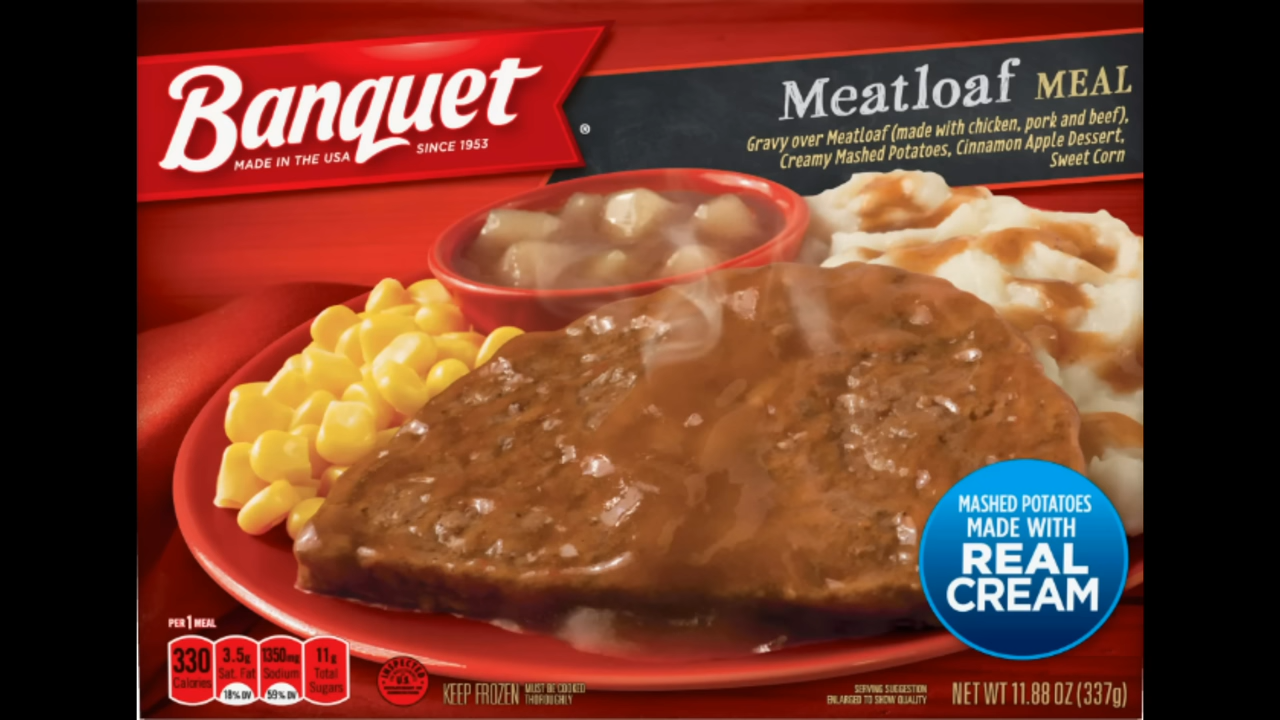 Banquet
MADE IN THE USA
SINCE 1953
®
Meatloaf MEAL
Gravy over Meatloaf (made with chicken, pork and beef),
Creamy Mashed Potatoes, Cinnamon Apple Dessert,
Sweet Corn
MASHED POTATOES
MADE WITH
REAL
CREAM
PER 1 MEAL
330
Calories
3.5g
Sat. Fat
18% DV
1350mg
Sodium
59% DV
11g
Total
Sugars
INSPECTED
KEEP FROZEN
MUST BE COOKED
THOROUGHLY
SERVING SUGGESTION
ENLARGED TO SHOW QUALITY
NET WT 11.88 OZ (337g)